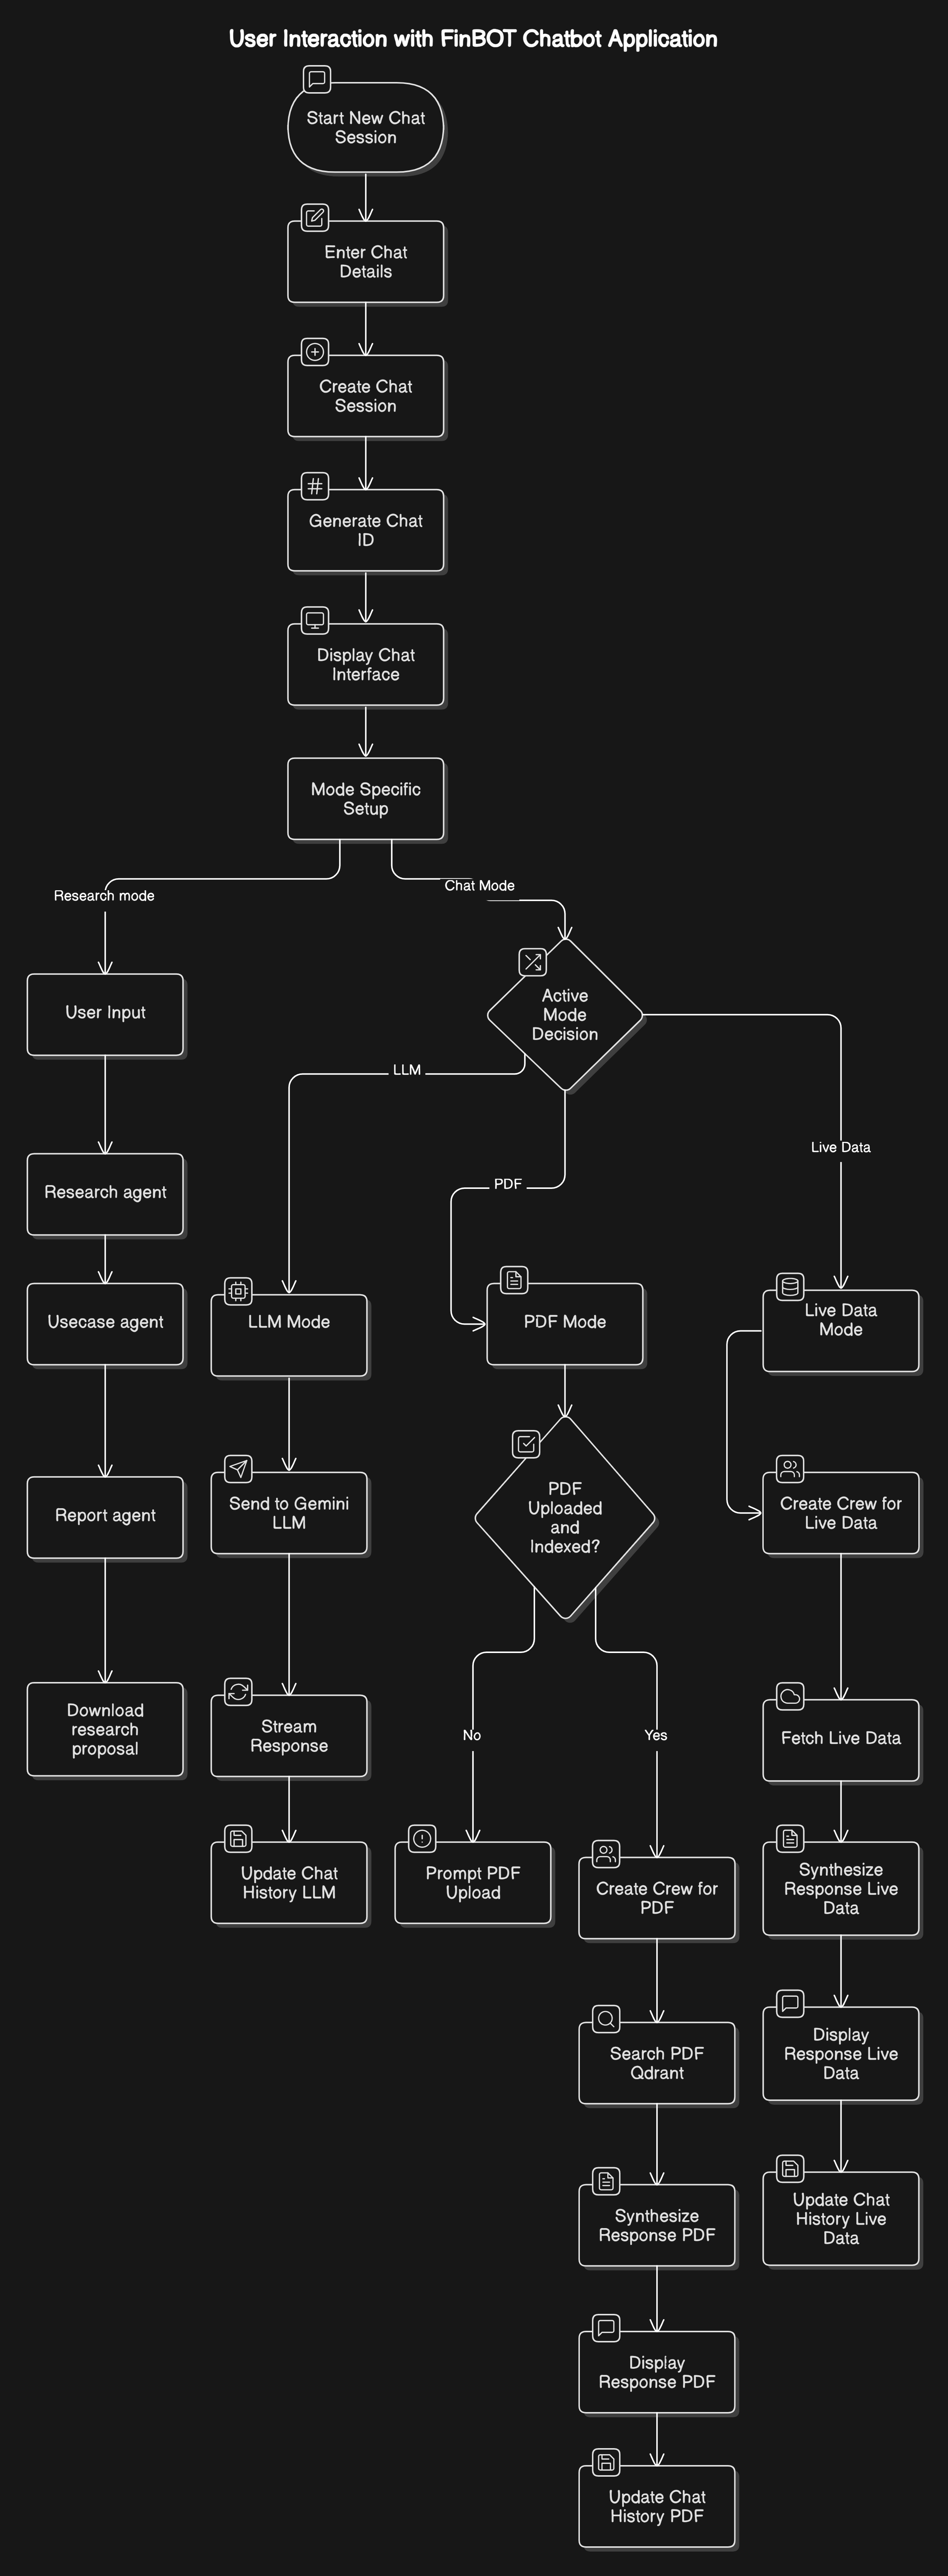 User Interaction with FinBOT Chatbot Application
Start New Chat
Session
Enter Chat
Details
Create Chat
Session
Generate Chat
ID
Display Chat
Interface
Mode Specific
Setup
Research mode
Chat Mode
User Input
Active
Mode
Decision
LLM
PDF
Live Data
Research agent
Usecase agent
LLM Mode
PDF Mode
Live Data
Mode
Report agent
Send to Gemini
LLM
PDF
Uploaded
and
Indexed?
Create Crew for
Live Data
Download
research
proposal
Stream
Response
No
Yes
Fetch Live Data
Update Chat
History LLM
Prompt PDF
Upload
Create Crew for
PDF
Synthesize
Response Live
Data
Search PDF
Qdrant
Display
Response Live
Data
Synthesize
Response PDF
Update Chat
History Live
Data
Display
Response PDF
Update Chat
History PDF